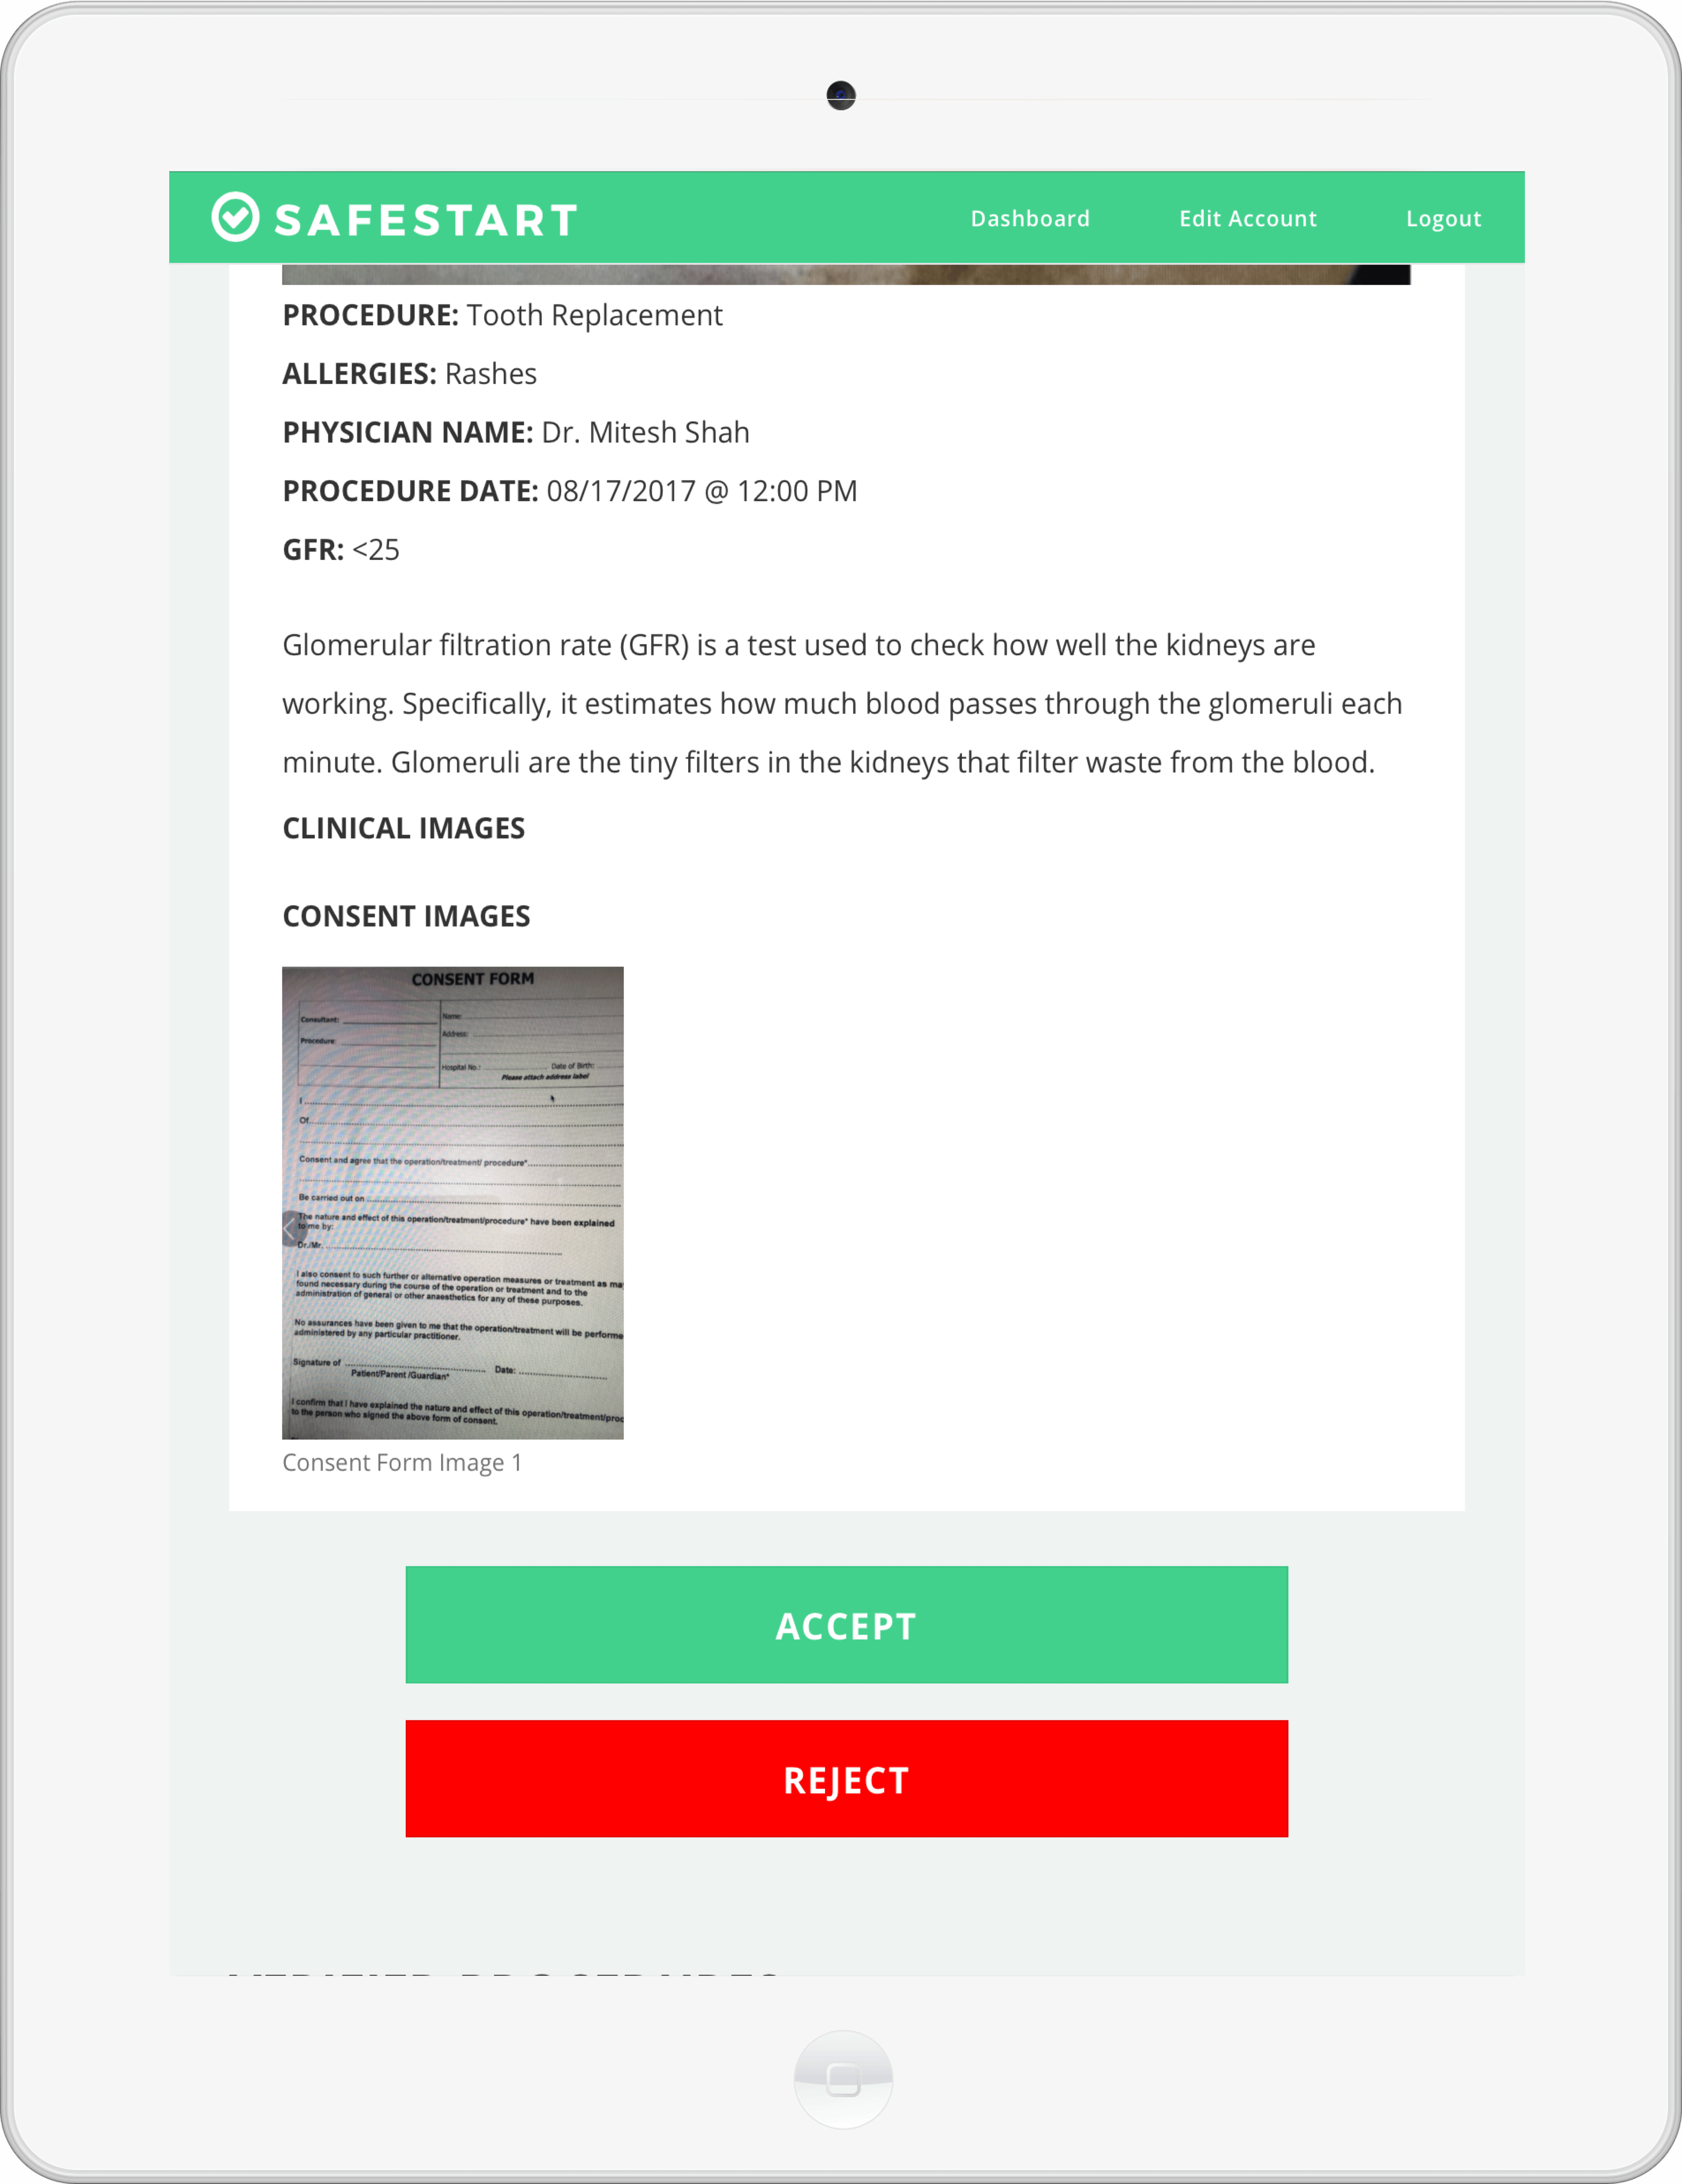 SAFESTART
Dashboard Edit Account Logout
PROCEDURE: Tooth Replacement
ALLERGIES: Rashes
PHYSICIAN NAME: Dr. Mitesh Shah
PROCEDURE DATE: 08/17/2017 @ 12:00 PM
GFR: <25
Glomerular filtration rate (GFR) is a test used to check how well the kidneys are
working. Specifically, it estimates how much blood passes through the glomeruli each
minute. Glomeruli are the tiny filters in the kidneys that filter waste from the blood.
CLINICAL IMAGES
CONSENT IMAGES
CONSENT FORM
Consultant:
Procedure:
Name:
Address:
Hospital No.: Date of Birth:
Please attach address label
I
Of
Consent and agree that the operation/treatment/ procedure*
Be carried out on
The nature and effect of this operation/treatment/procedure* have been explained
to me by:
Dr./Mr.
I also consent to such further or alternative operation measures or treatment as
found necessary during the course of the operation or treatment and to the
administration of general or other anaesthetics for any of these purposes.
No assurances have been given to me that the operation/treatment will be performe
administered by any particular practitioner.
Signature of Date:
Patient/Parent /Guardian*
I confirm that I have explained the nature and effect of this operation/treatment/proc
to the person who signed the above form of consent.
Consent Form Image 1
ACCEPT
REJECT